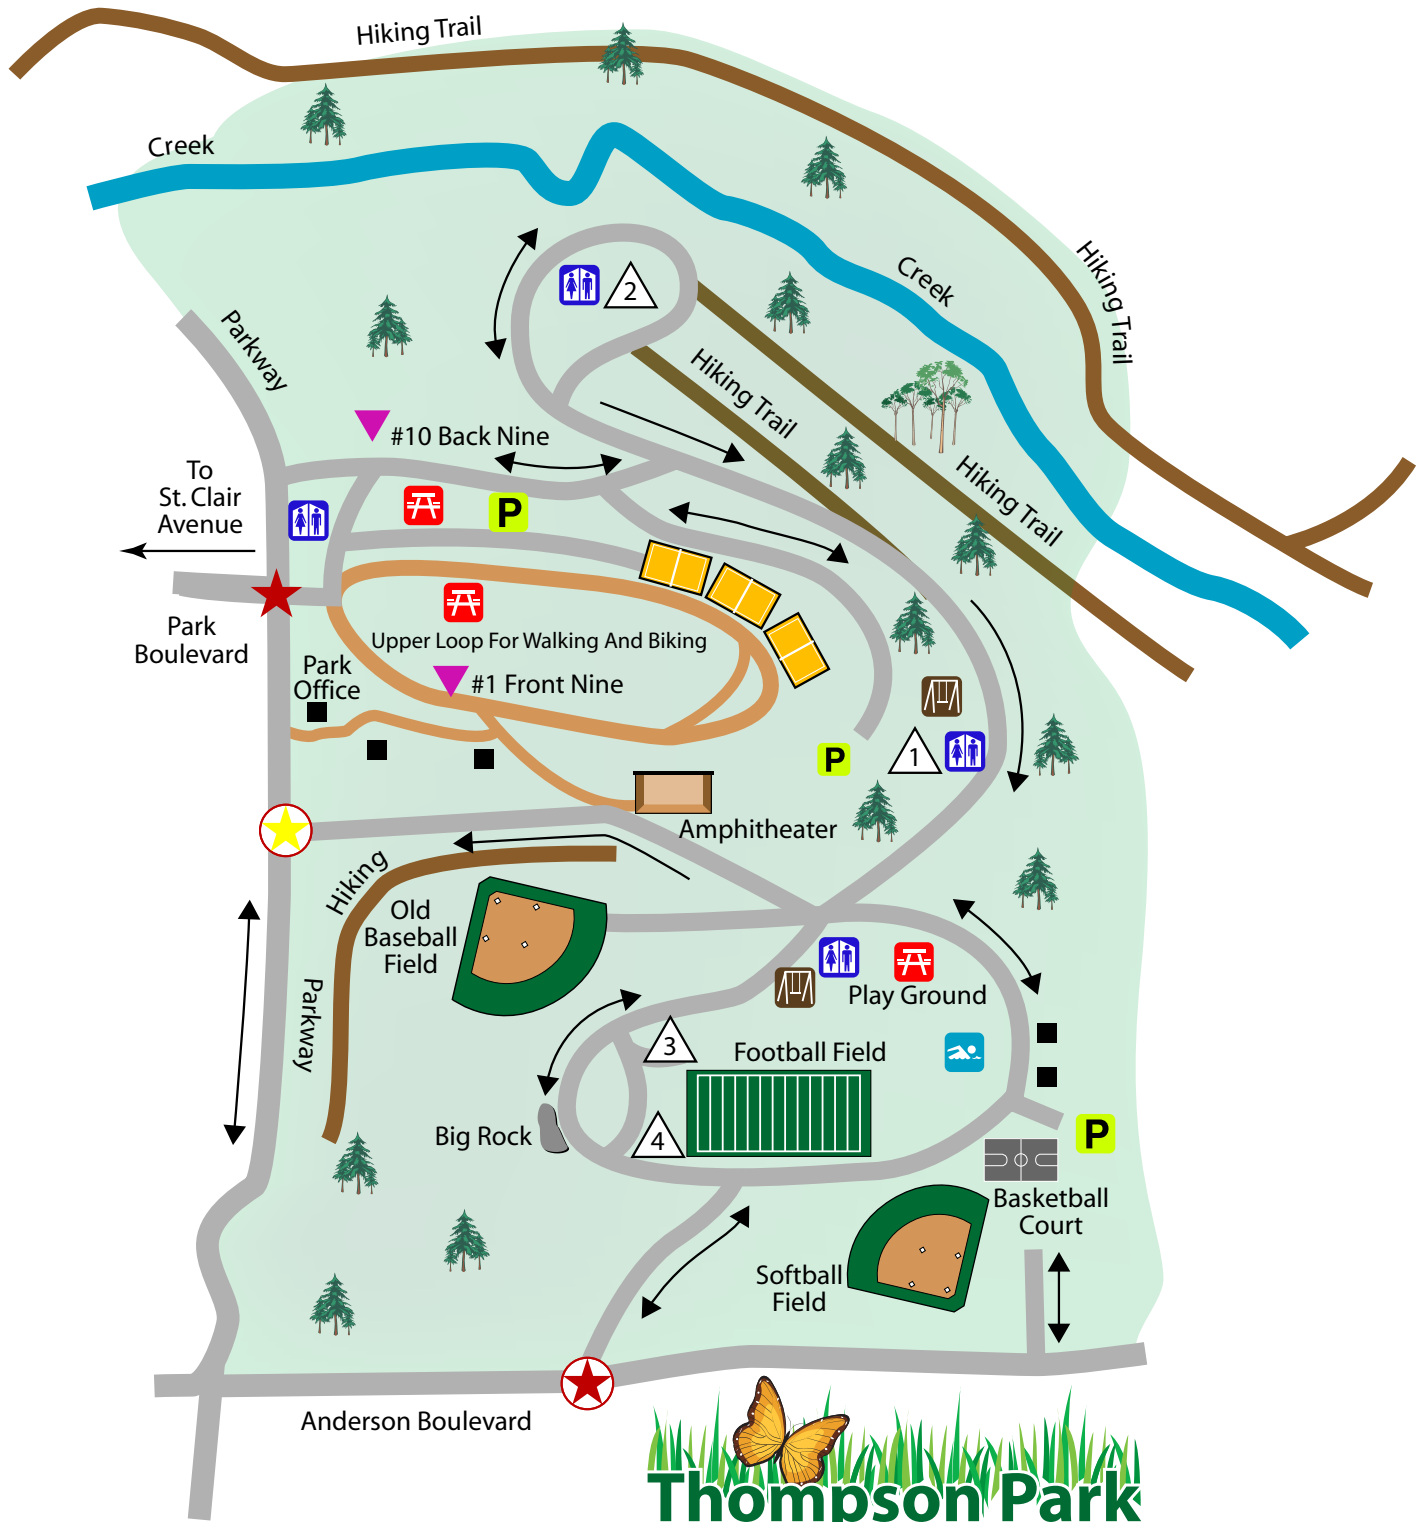 Hiking Trail
Creek
Hiking Trail
Creek
2
Parkway
Hiking Trail
#10 Back Nine
To
St. Clair
Avenue
P
Hiking Trail
Park
Boulevard
Upper Loop For Walking And Biking
Park
Office
#1 Front Nine
1
P
Amphitheater
Hiking
Old
Baseball
Field
Parkway
Play Ground
3
Football Field
Big Rock
4
P
Basketball
Court
Softball
Field
Anderson Boulevard
Thompson Park